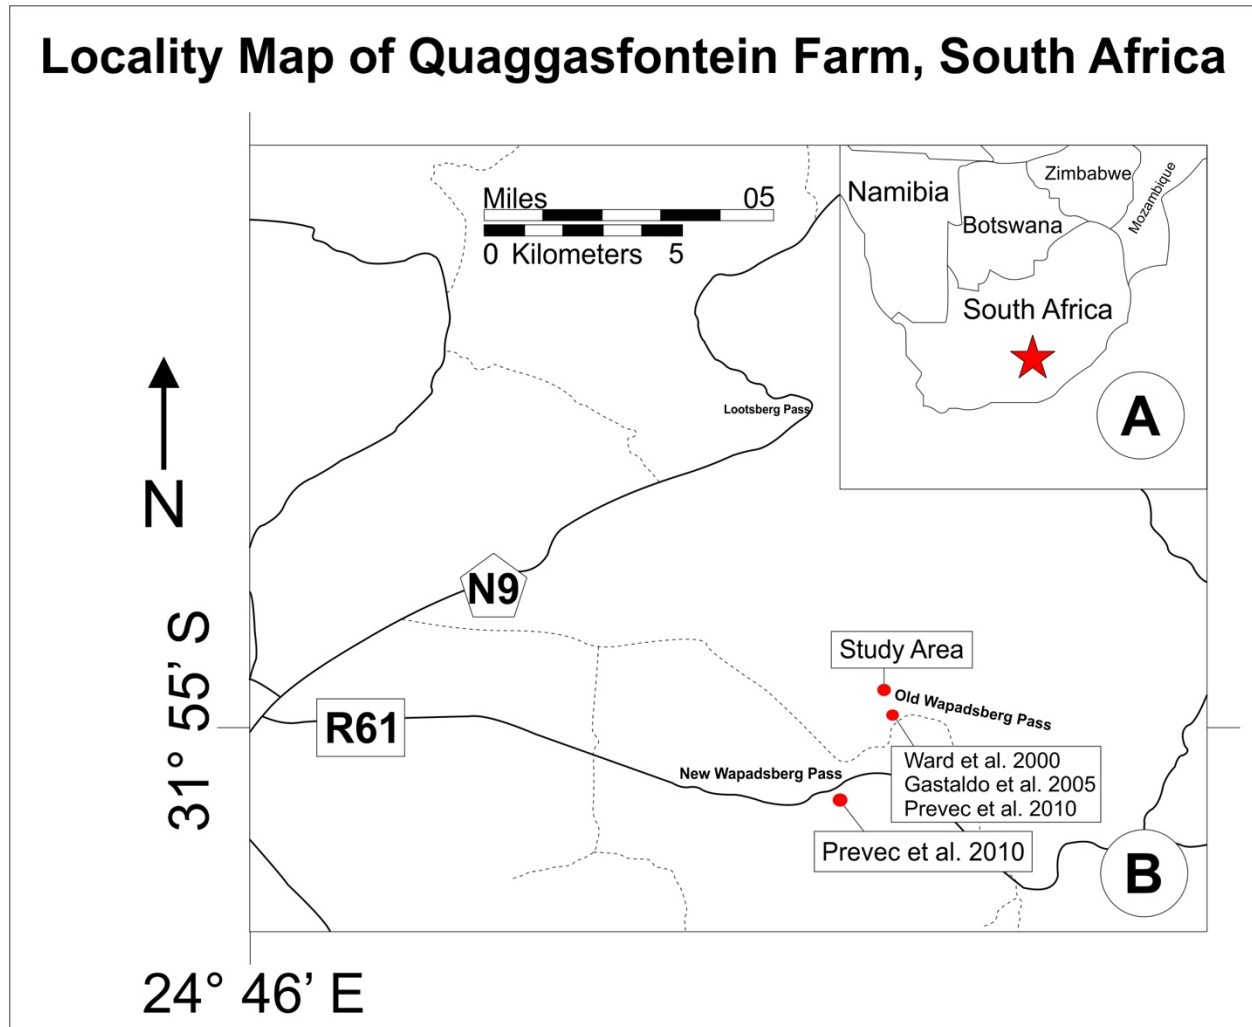 Locality Map of Quaggasfontein Farm, South Africa
Miles 05
0 Kilometers 5
Namibia
Botswana
Zimbabwe
Mozambique
South Africa
A
Lootsberg Pass
N
N9
31° 55' S
R61
Study Area
Old Wapadsberg Pass
New Wapadsberg Pass
Ward et al. 2000
Gastaldo et al. 2005
Prevec et al. 2010
Prevec et al. 2010
B
24° 46' E